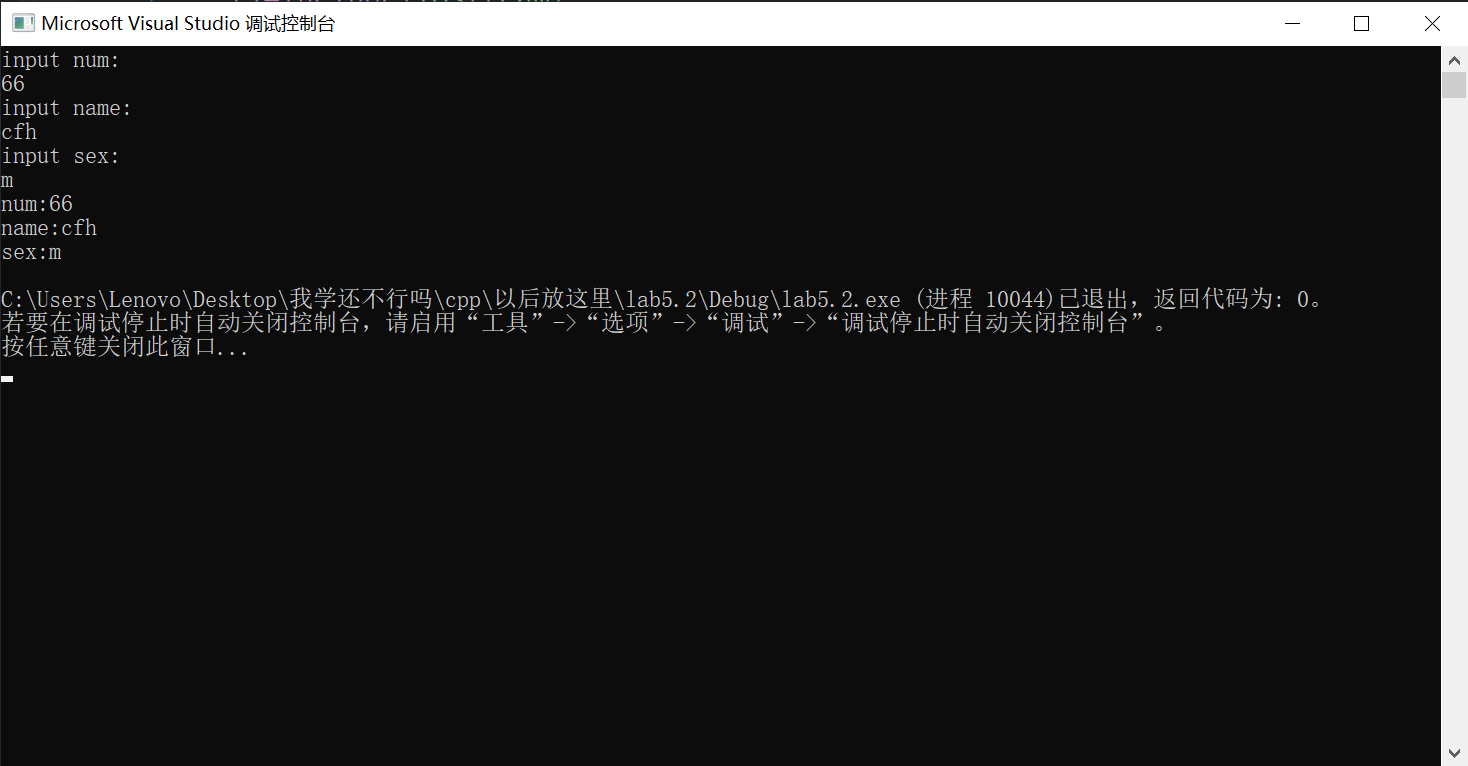 Microsoft Visual Studio 调试控制台
input num:
66
input name:
cfh
input sex:
m
num:66
name:cfh
sex:m
C:\Users\Lenovo\Desktop\我学还不行吗\cpp\以后放这里\lab5.2\Debug\lab5.2.exe (进程 10044)已退出，返回代码为: 0。
若要在调试停止时自动关闭控制台，请启用“工具”->“选项”->“调试”->“调试停止时自动关闭控制台”。
按任意键关闭此窗口...